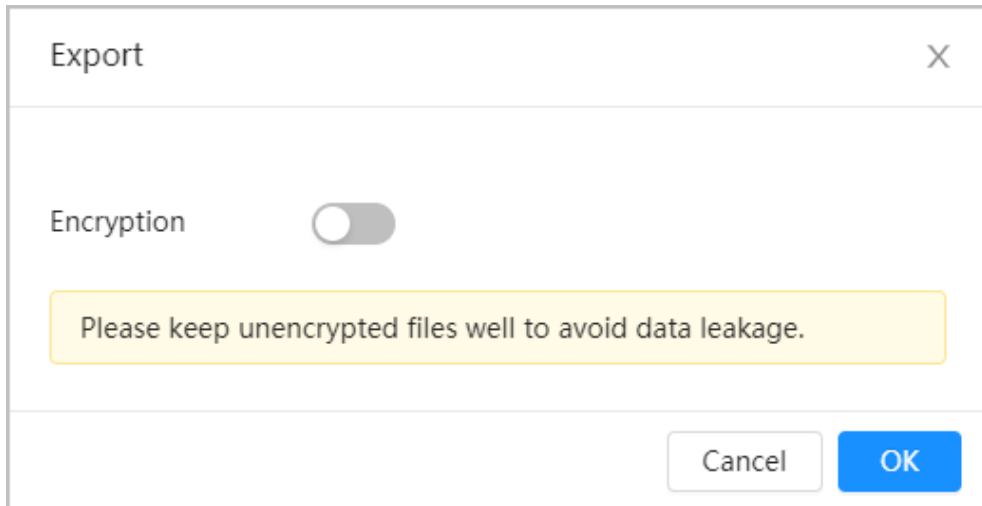 Export
Encryption
Please keep unencrypted files well to avoid data leakage.
Cancel OK